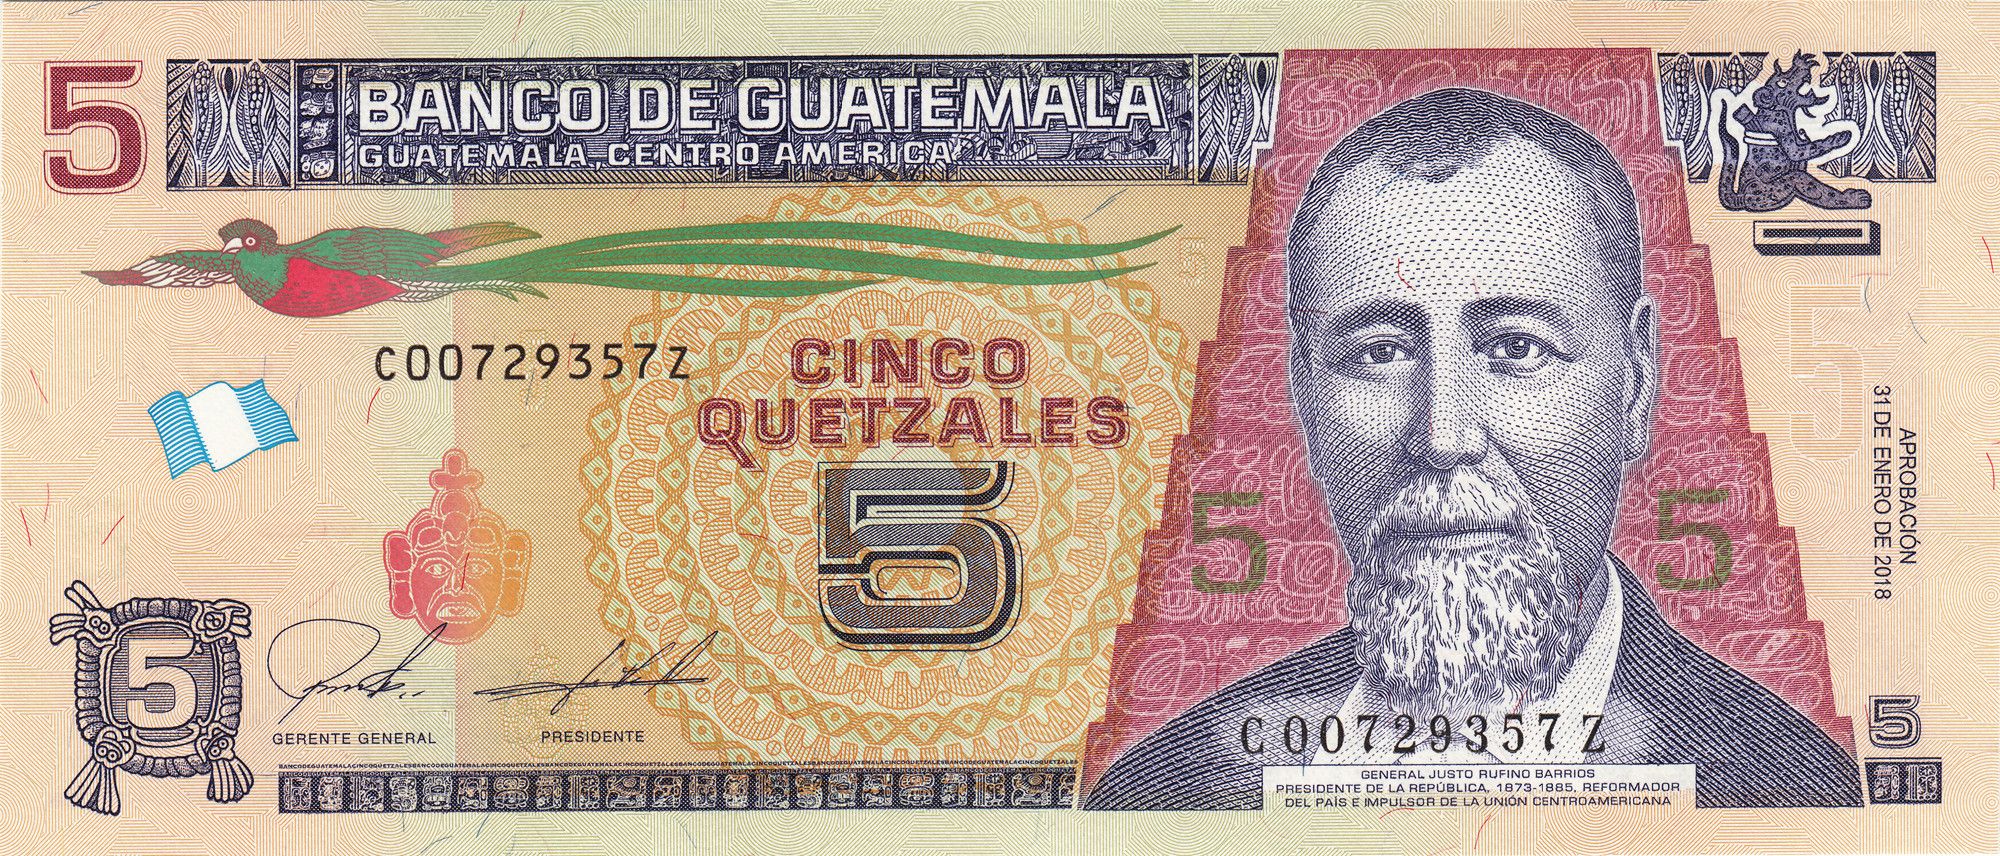 5
BANCO DE GUATEMALA
GUATEMALA, CENTRO AMERICA
5
C00729357Z
CINCO
QUETZALES
5
5
5
5
APROBACIÓN
31 DE ENERO DE 2018
5
GERENTE GENERAL
PRESIDENTE
C00729357Z
5
GENERAL JUSTO RUFINO BARRIOS
PRESIDENTE DE LA REPÚBLICA, 1873-1885, REFORMADOR
DEL PAÍS E IMPULSOR DE LA UNIÓN CENTROAMERICANA